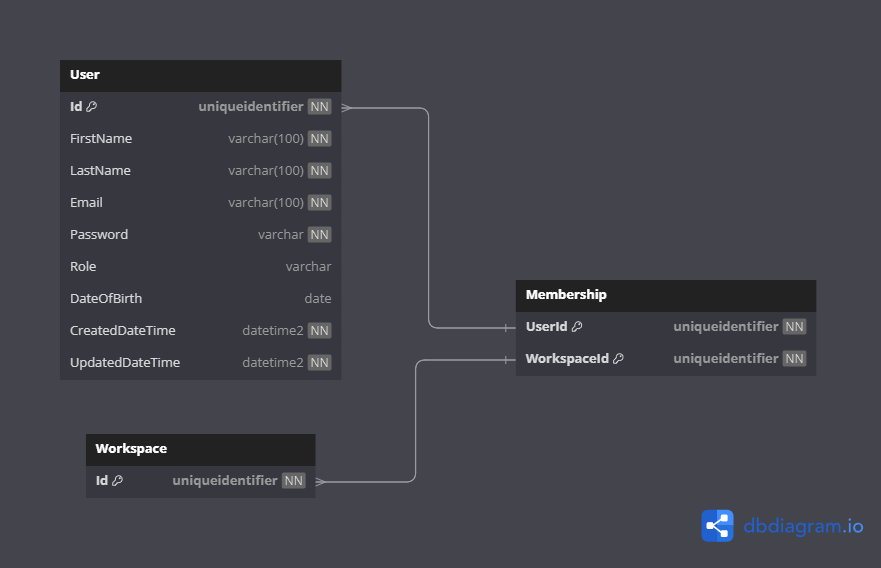 User
Id uniqueidentifier NN
FirstName varchar(100) NN
LastName varchar(100) NN
Email varchar(100) NN
Password varchar NN
Role varchar
DateOfBirth date
CreatedDateTime datetime2 NN
UpdatedDateTime datetime2 NN
Membership
UserId uniqueidentifier NN
WorkspaceId uniqueidentifier NN
Workspace
Id uniqueidentifier NN
dbdiagram.io